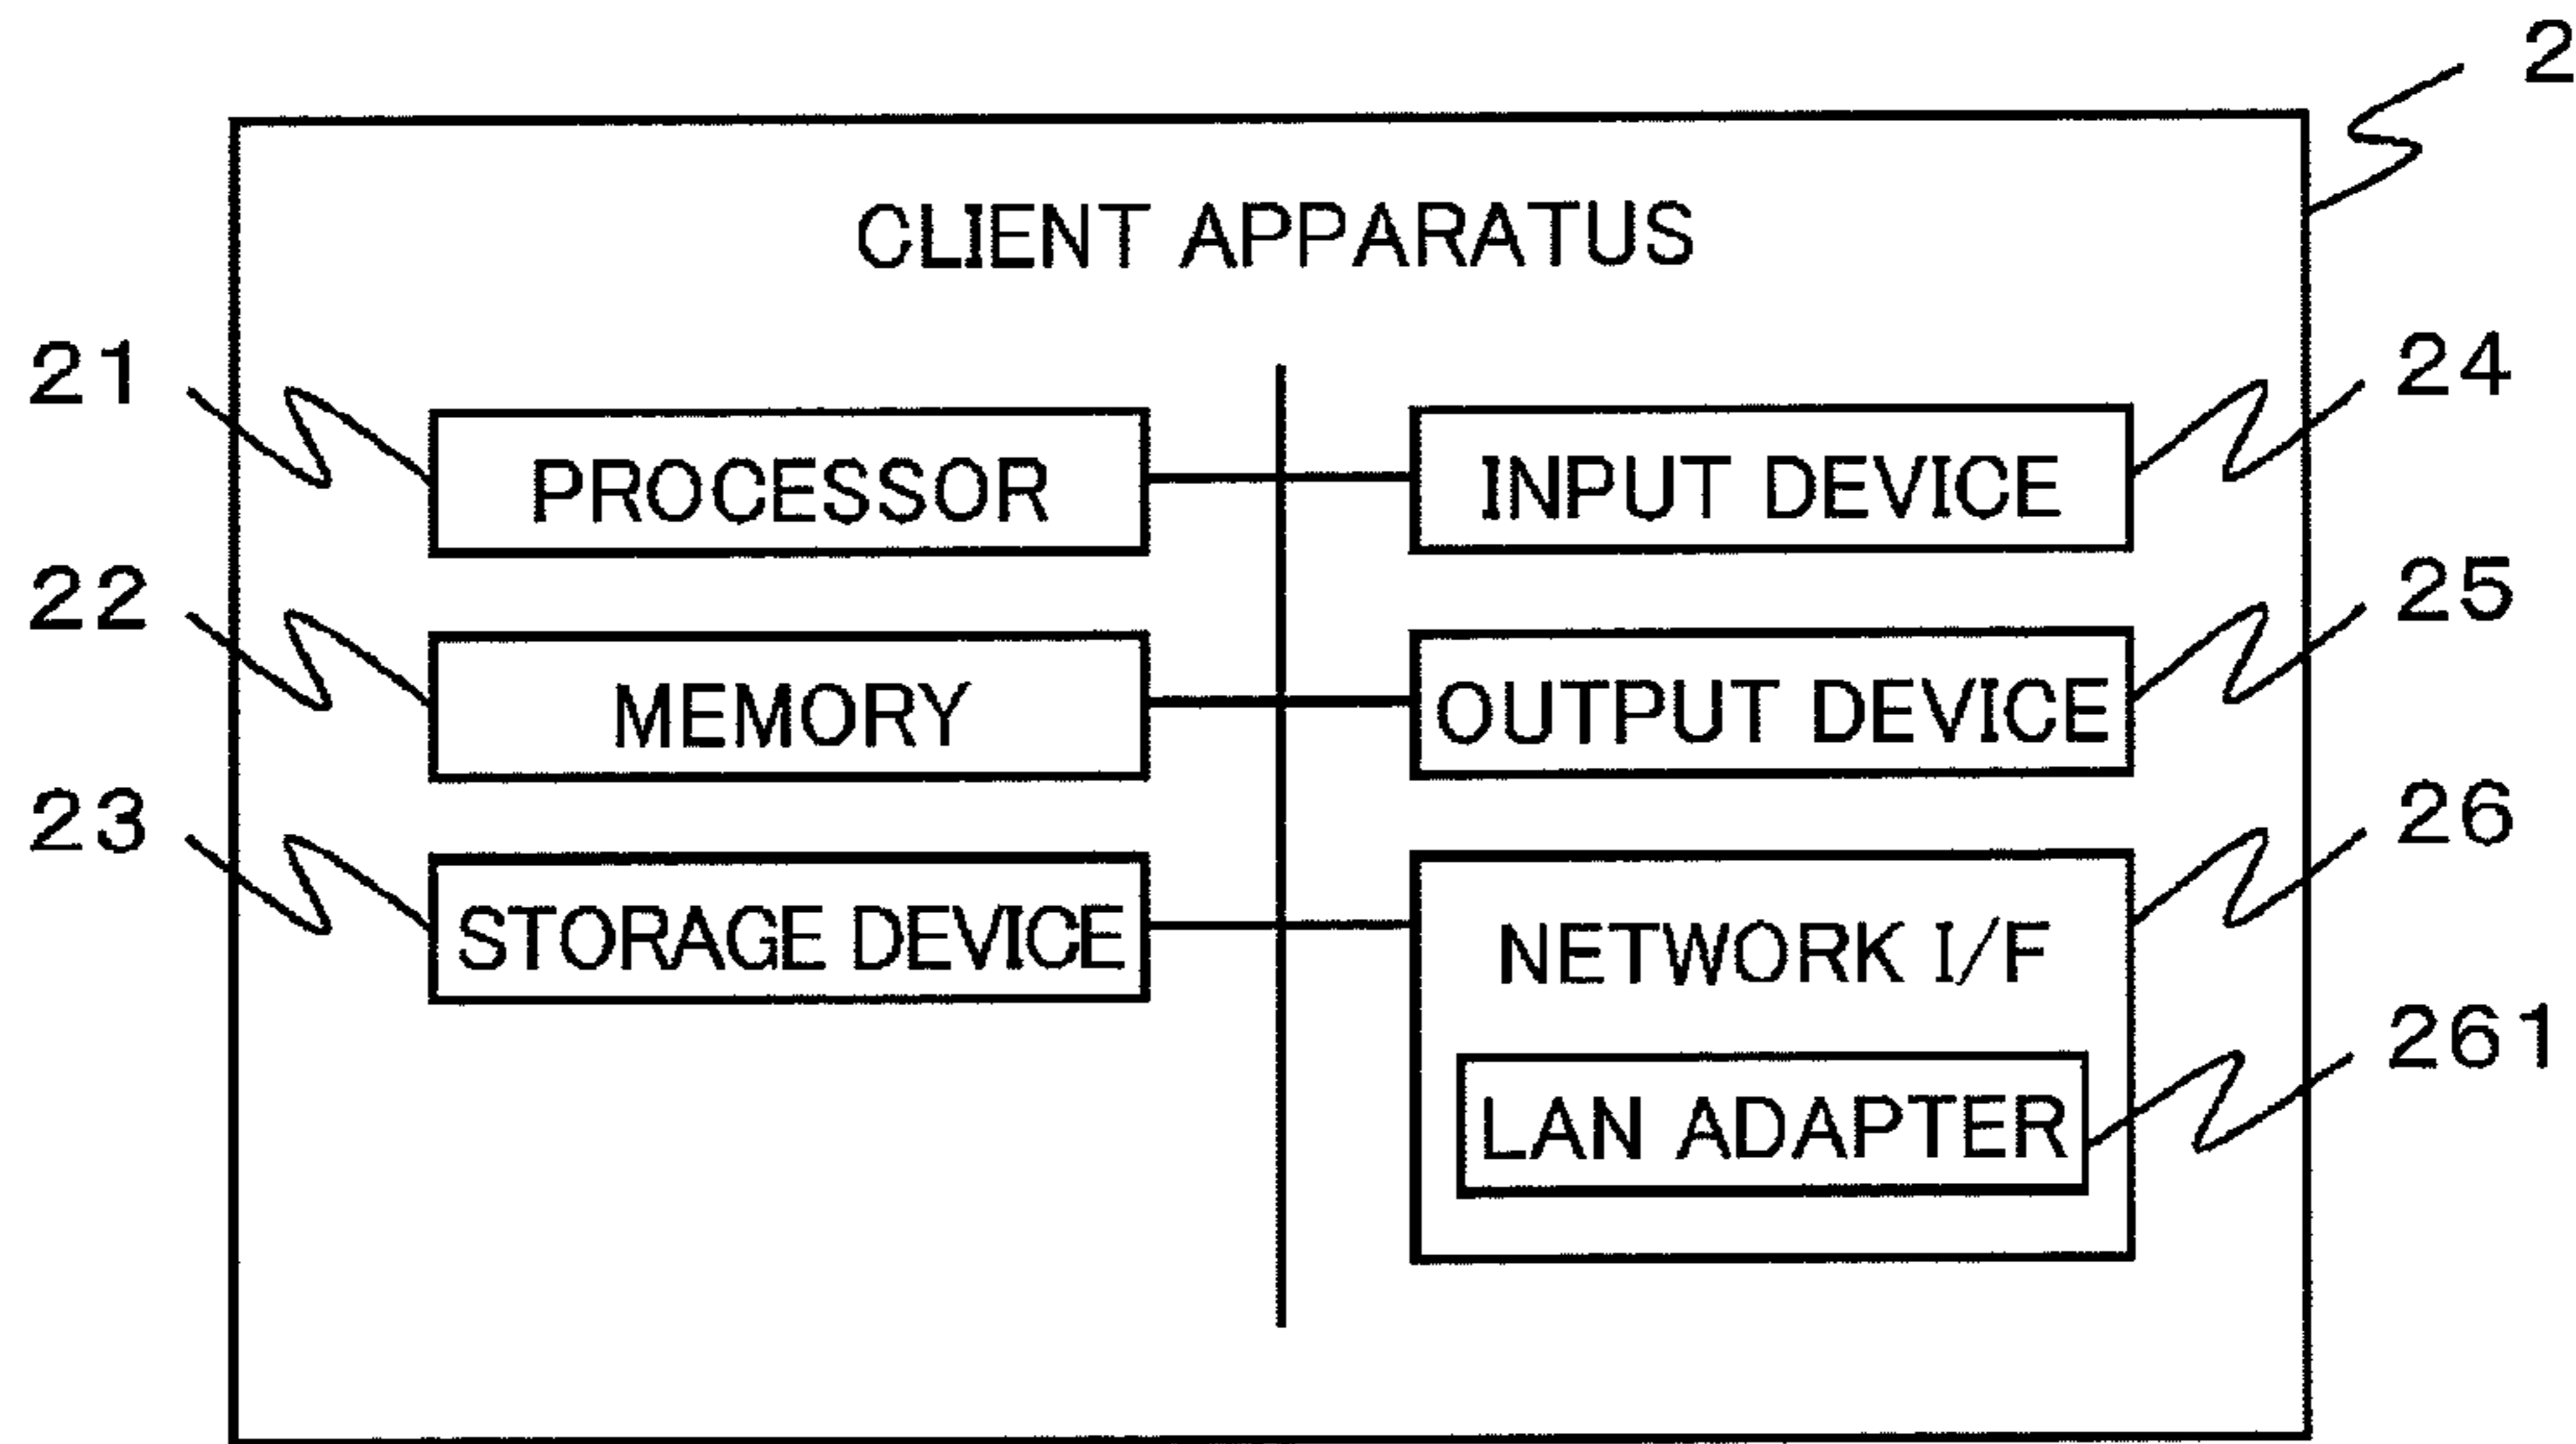 2
CLIENT APPARATUS
21
PROCESSOR
INPUT DEVICE
24
22
MEMORY
OUTPUT DEVICE
25
23
STORAGE DEVICE
NETWORK I/F
26
LAN ADAPTER
261